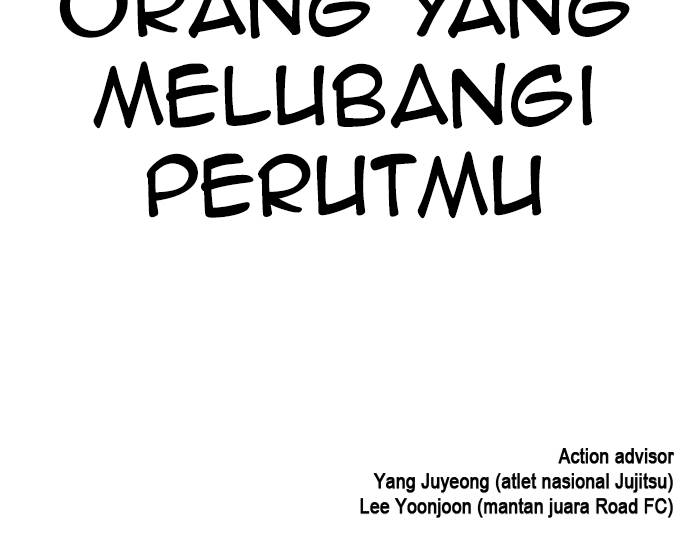 ORANG YANG
MELUBANGI
PERUTMU
Action advisor
Yang Juyeong (atlet nasional Jujitsu)
Lee Yoonjoon (mantan juara Road FC)